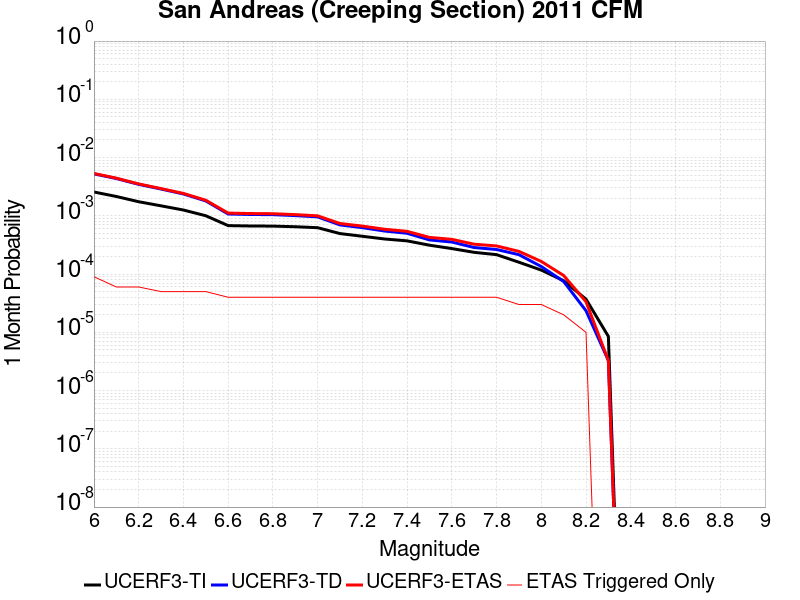 San Andreas (Creeping Section) 2011 CFM
10^0
10^-1
10^-2
10^-3
10^-4
10^-5
10^-6
10^-7
10^-8
1 Month Probability
6 6.2 6.4 6.6 6.8 7 7.2 7.4 7.6 7.8 8 8.2 8.4 8.6 8.8 9
Magnitude
UCERF3-TI UCERF3-TD UCERF3-ETAS ETAS Triggered Only